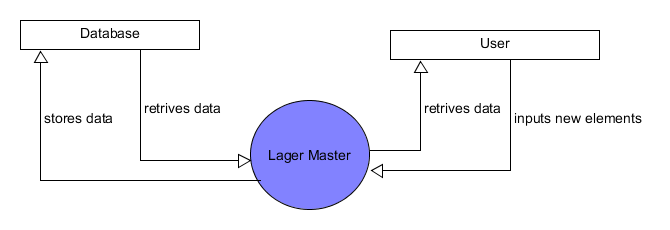 Database
User
stores data
retrives data
retrives data
inputs new elements
Lager Master